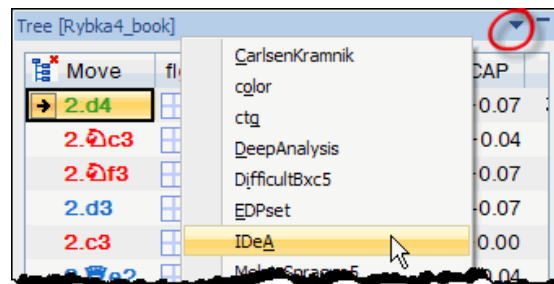 Tree [Rybka4_book]
Move
CarlsenKramnik
CAP
color
2.d4
ctg
-0.07
2.♘c3
DeepAnalysis
-0.04
2.♘f3
DifficultBxc5
-0.07
2.d3
EDPset
-0.07
2.c3
IDeA
0.00